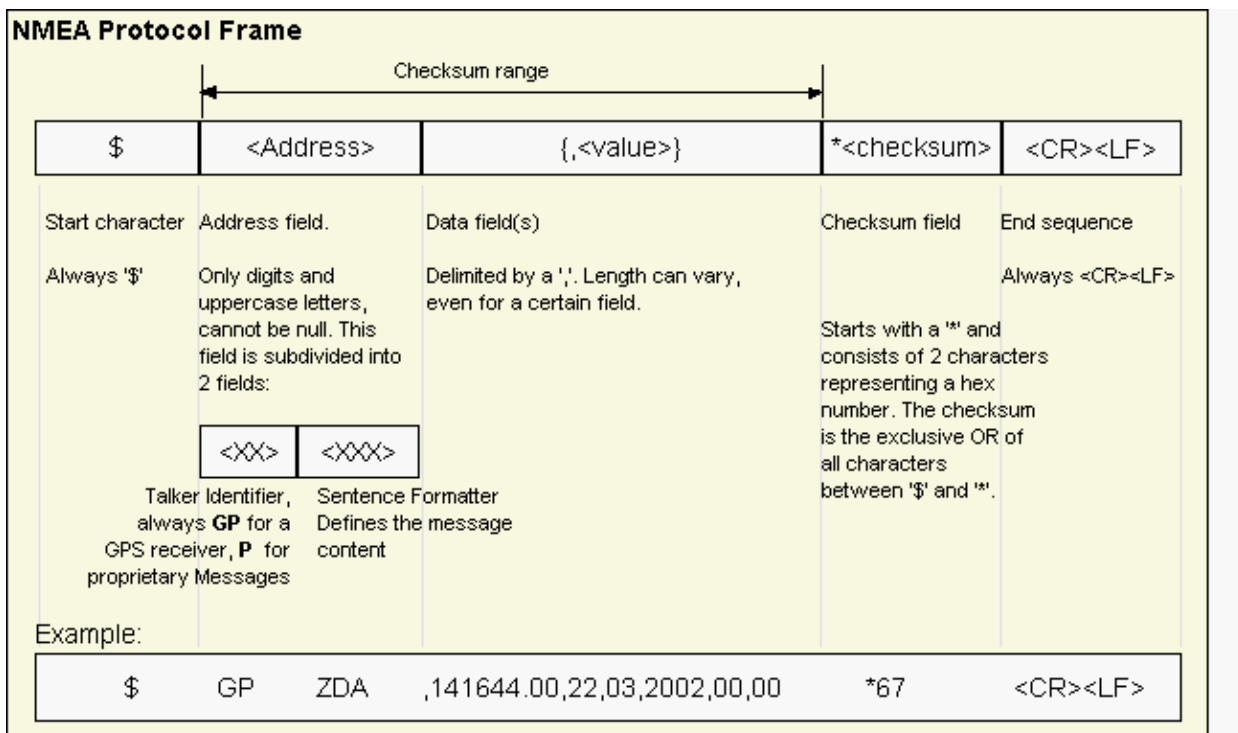 NMEA Protocol Frame
Checksum range
$ <Address> {,<value>} *<checksum> <CR><LF>
Start character
Always '$'
Address field.
Only digits and
uppercase letters,
cannot be null. This
field is subdivided into
2 fields:
<XX> <XXX>
Talker Identifier,
always GP for a
GPS receiver, P for
proprietary Messages
Sentence Formatter
Defines the message
content
Data field(s)
Delimited by a ','. Length can vary,
even for a certain field.
Checksum field
Starts with a '*' and
consists of 2 characters
representing a hex
number. The checksum
is the exclusive OR of
all characters
between '$' and '*'.
End sequence
Always <CR><LF>
Example:
$ GP ZDA ,141644.00,22,03,2002,00,00 *67 <CR><LF>